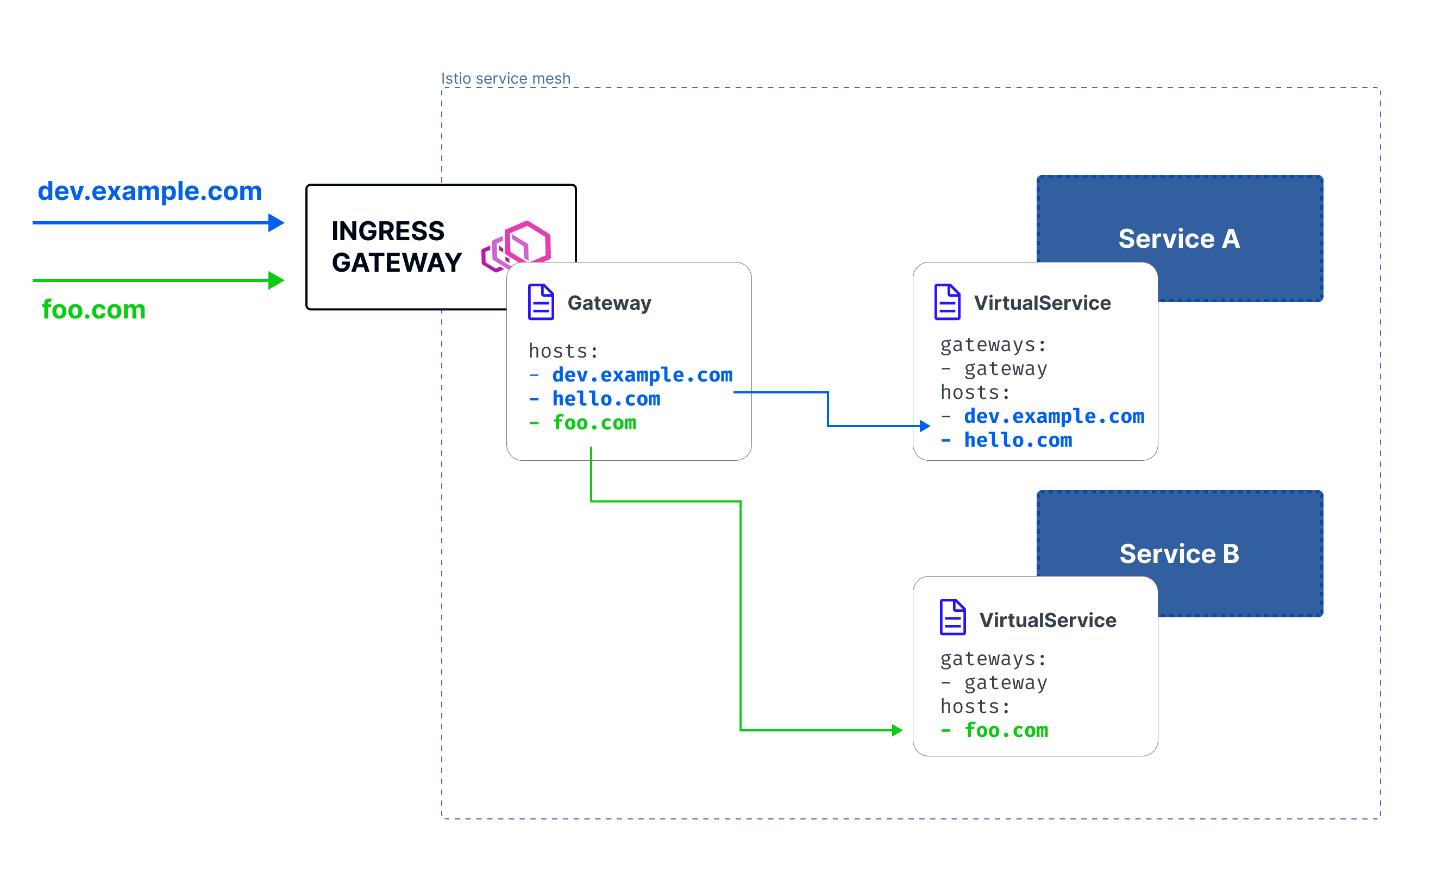 Istio service mesh
dev.example.com
foo.com
INGRESS
GATEWAY
Gateway
hosts:
- dev.example.com
- hello.com
- foo.com
Service A
VirtualService
gateways:
- gateway
hosts:
- dev.example.com
- hello.com
Service B
VirtualService
gateways:
- gateway
hosts:
- foo.com